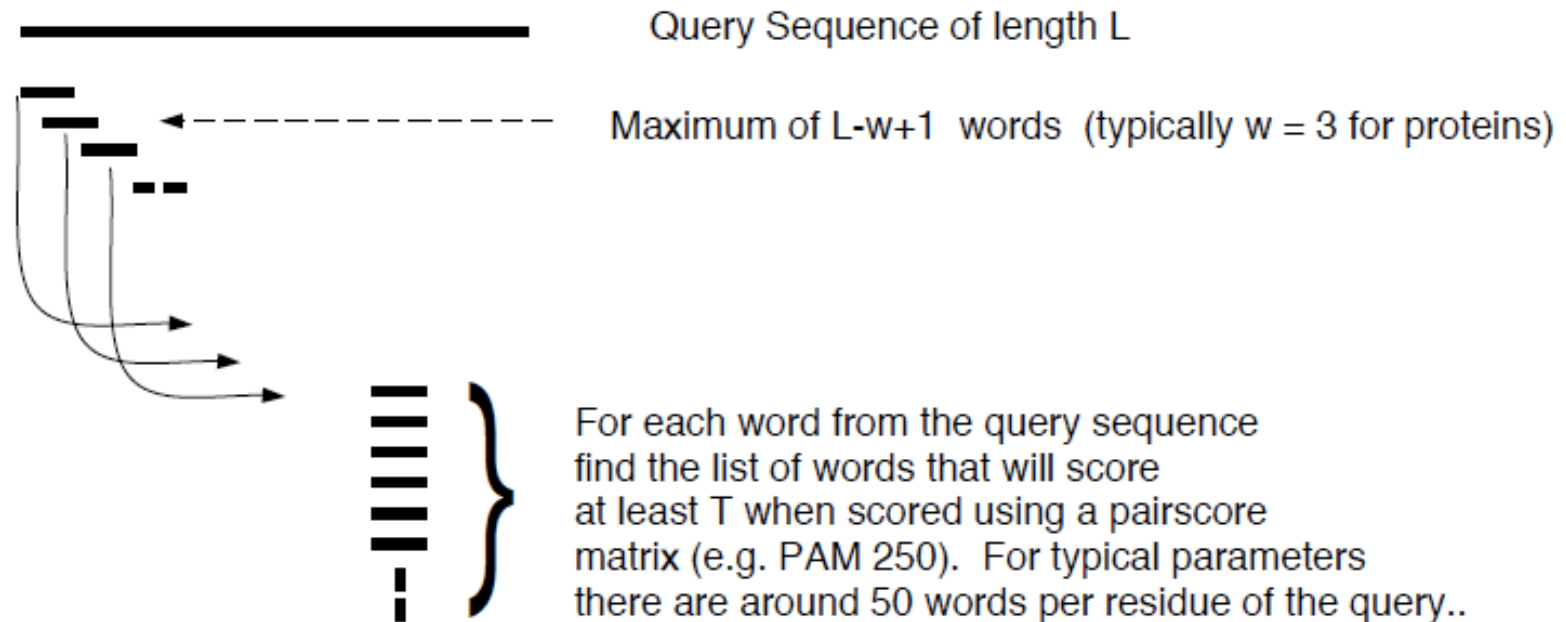 Query Sequence of length L
Maximum of L-w+1 words (typically w = 3 for proteins)
For each word from the query sequence
find the list of words that will score
at least T when scored using a pairscore
matrix (e.g. PAM 250). For typical parameters
there are around 50 words per residue of the query..